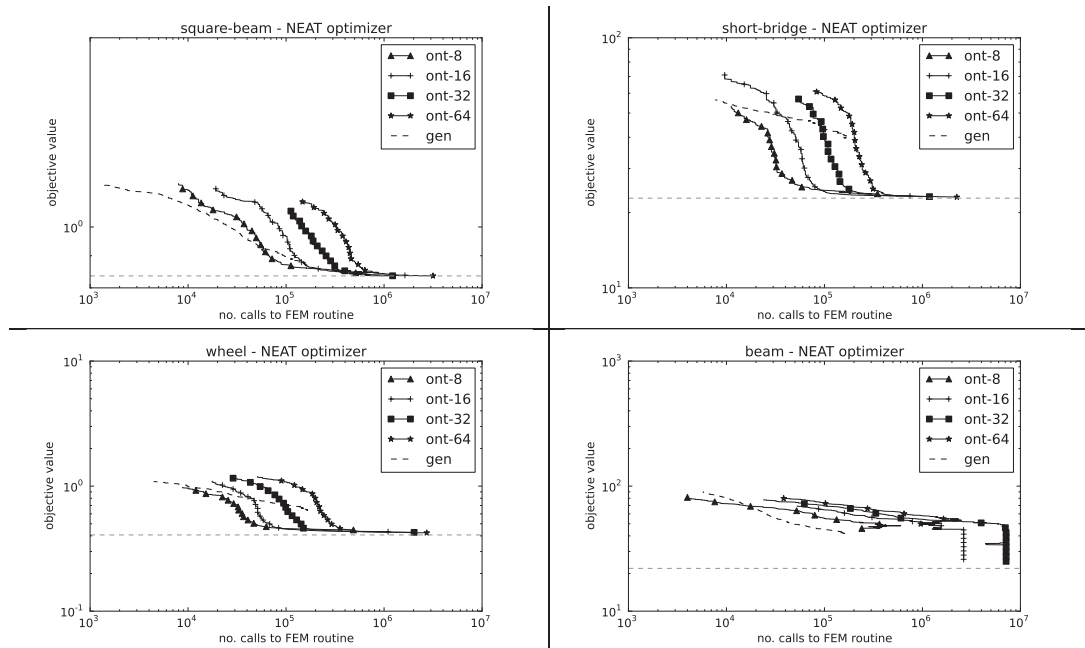 square-beam - NEAT optimizer
ont-8
ont-16
ont-32
ont-64
gen
objective value
10^0
10^3 10^4 10^5 10^6 10^7
no. calls to FEM routine
short-bridge - NEAT optimizer
10^2
ont-8
ont-16
ont-32
ont-64
gen
objective value
10^1
10^3 10^4 10^5 10^6 10^7
no. calls to FEM routine
wheel - NEAT optimizer
10^1
ont-8
ont-16
ont-32
ont-64
gen
objective value
10^0
10^-1
10^3 10^4 10^5 10^6 10^7
no. calls to FEM routine
beam - NEAT optimizer
10^3
ont-8
ont-16
ont-32
ont-64
gen
objective value
10^2
10^1
10^3 10^4 10^5 10^6 10^7
no. calls to FEM routine